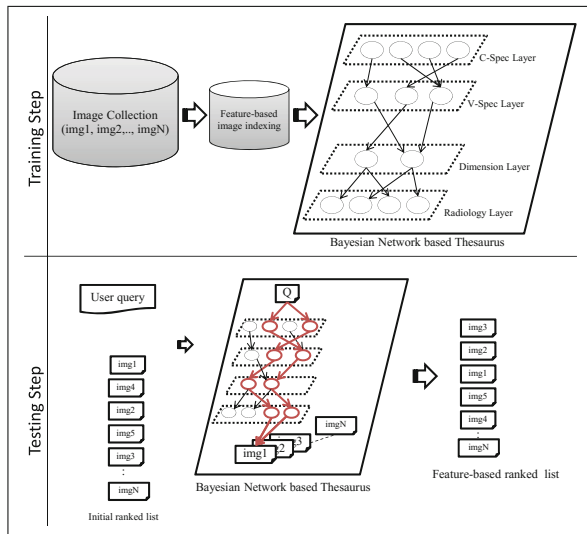 Training Step
Image Collection
(img1, img2,.., imgN)
Feature-based
image indexing
C-Spec Layer
V-Spec Layer
Dimension Layer
Radiology Layer
Bayesian Network based Thesaurus
Testing Step
User query
img1
img4
img2
img5
img3
⋮
imgN
Initial ranked list
Q
img1
g2
g3
imgN
Bayesian Network based Thesaurus
img3
img2
img1
img5
img4
⋮
imgN
Feature-based ranked list